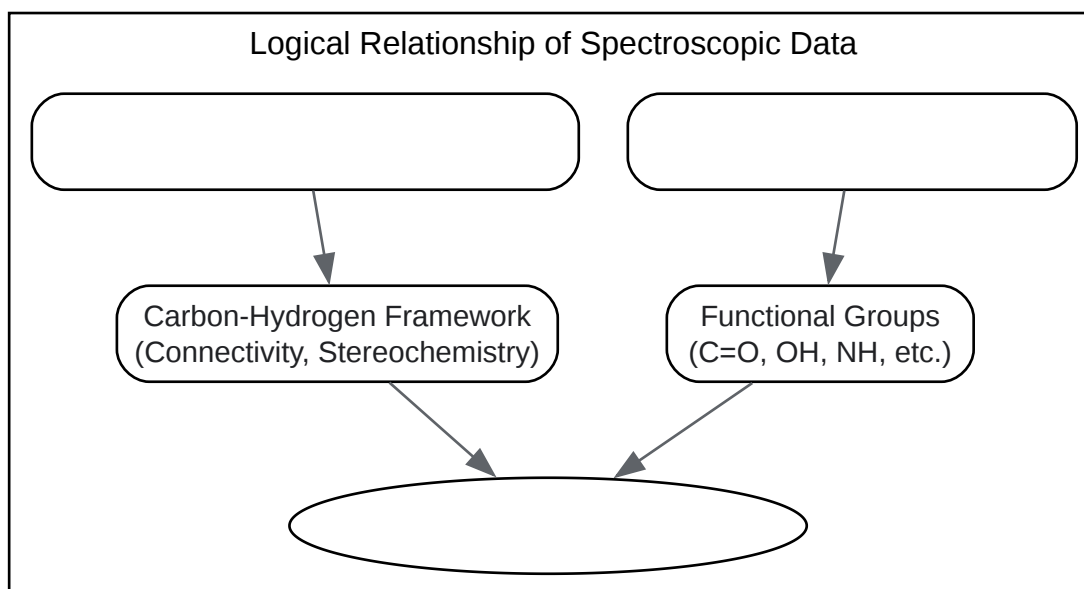 Logical Relationship of Spectroscopic Data
Carbon-Hydrogen Framework
(Connectivity, Stereochemistry)
Functional Groups
(C=O, OH, NH, etc.)